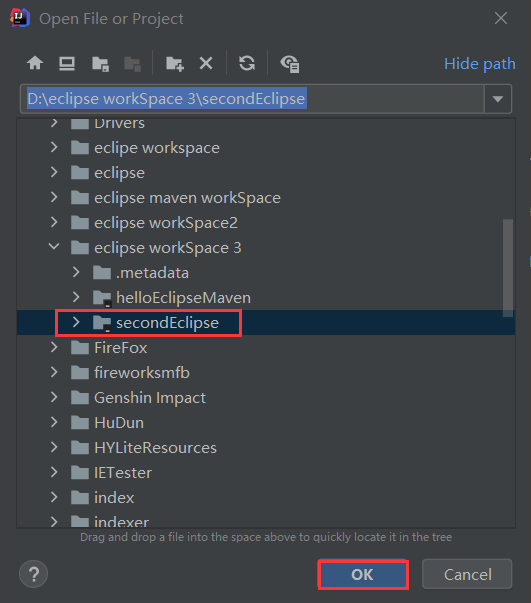 Open File or Project
Hide path
D:\eclipse workSpace 3\secondEclipse
Drivers
eclipe workspace
eclipse
eclipse maven workSpace
eclipse workSpace2
eclipse workSpace 3
.metadata
helloEclipseMaven
secondEclipse
FireFox
fireworksmfb
Genshin Impact
HuDun
HYLiteResources
IETester
index
indexer
Drag and drop a file into the space above to quickly locate it in the tree
? OK Cancel